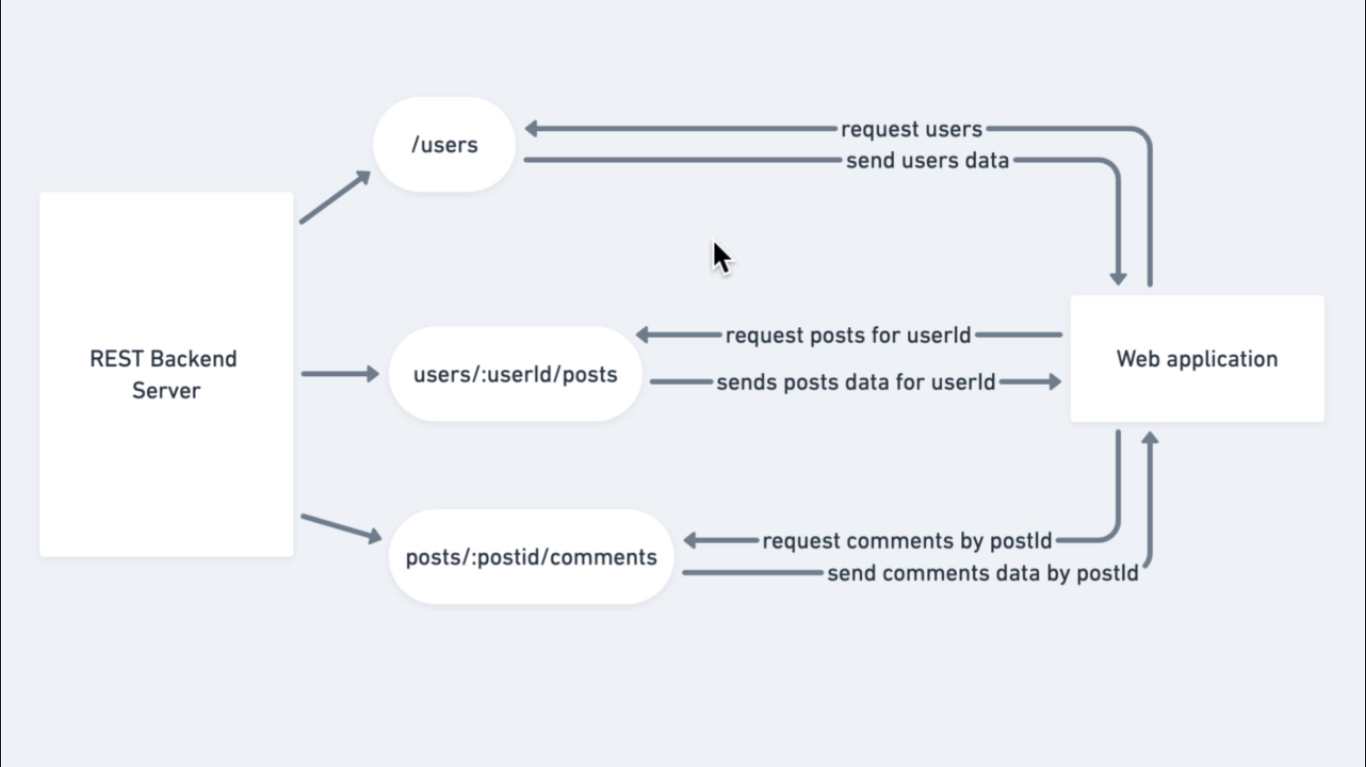 /users
request users
send users data
REST Backend
Server
users/:userId/posts
request posts for userId
sends posts data for userId
Web application
posts/:postid/comments
request comments by postId
send comments data by postId